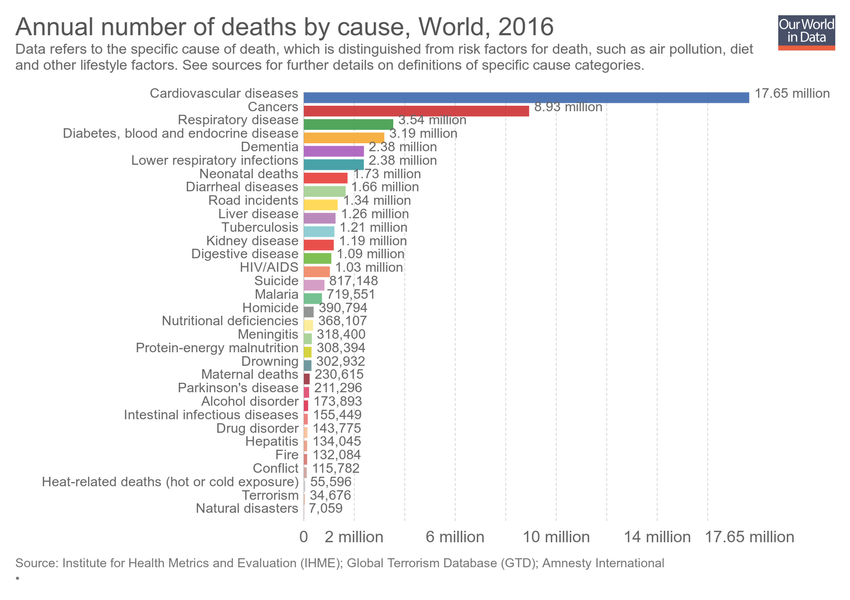 Annual number of deaths by cause, World, 2016
Our World
in Data
Data refers to the specific cause of death, which is distinguished from risk factors for death, such as air pollution, diet
and other lifestyle factors. See sources for further details on definitions of specific cause categories.
Cardiovascular diseases 17.65 million
Cancers 8.93 million
Respiratory disease 3.54 million
Diabetes, blood and endocrine disease 3.19 million
Dementia 2.38 million
Lower respiratory infections 2.38 million
Neonatal deaths 1.73 million
Diarrheal diseases 1.66 million
Road incidents 1.34 million
Liver disease 1.26 million
Tuberculosis 1.21 million
Kidney disease 1.19 million
Digestive disease 1.09 million
HIV/AIDS 1.03 million
Suicide 817,148
Malaria 719,551
Homicide 390,794
Nutritional deficiencies 368,107
Meningitis 318,400
Protein-energy malnutrition 308,394
Drowning 302,932
Maternal deaths 230,615
Parkinson's disease 211,296
Alcohol disorder 173,893
Intestinal infectious diseases 155,449
Drug disorder 143,775
Hepatitis 134,045
Fire 132,084
Conflict 115,782
Heat-related deaths (hot or cold exposure) 55,596
Terrorism 34,676
Natural disasters 7,059
0 2 million 6 million 10 million 14 million 17.65 million
Source: Institute for Health Metrics and Evaluation (IHME); Global Terrorism Database (GTD); Amnesty International
•